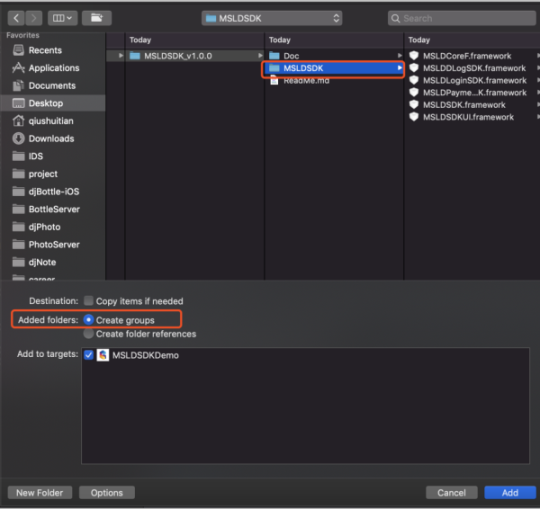 MSLDSDK
Search
Favorites
Recents
Applications
Documents
Desktop
qiushuitian
Downloads
IDS
project
djBottle-iOS
BottleServer
djPhoto
PhotoServer
djNote
career
Today
MSLDSDK_v1.0.0
Today
Doc
MSLDSDK
ReadMe.md
Today
MSLDCoreF.framework
MSLDDLogSDK.framework
MSLDLoginSDK.framework
MSLDPayme...K.framework
MSLDSDK.framework
MSLDSDKUI.framework
Destination: Copy items if needed
Added folders: Create groups
Create folder references
Add to targets: MSLDSDKDemo
New Folder Options Cancel Add